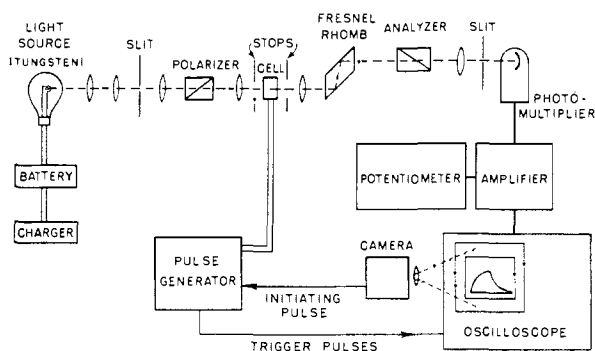 LIGHT
SOURCE
(TUNGSTEN)
SLIT
POLARIZER
STOPS
CELL
FRESNEL
RHOMB
ANALYZER
SLIT
PHOTO-
MULTIPLIER
BATTERY
CHARGER
POTENTIOMETER
AMPLIFIER
PULSE
GENERATOR
CAMERA
INITIATING
PULSE
TRIGGER PULSES
OSCILLOSCOPE